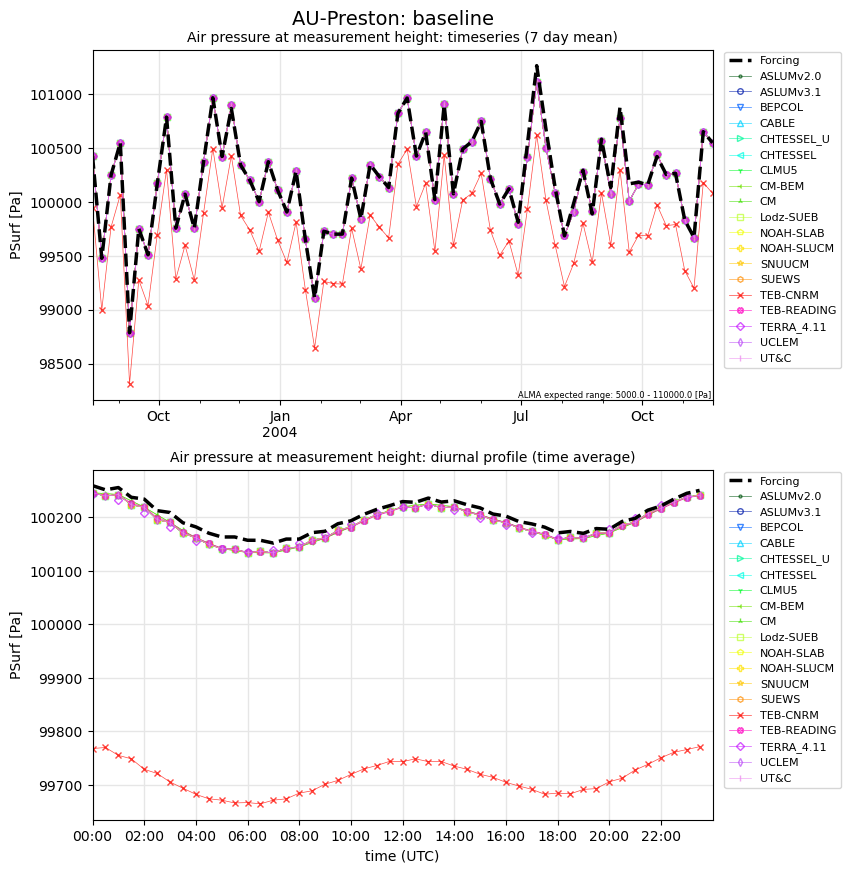 AU-Preston: baseline
Air pressure at measurement height: timeseries (7 day mean)
PSurf [Pa]
101000
100500
100000
99500
99000
98500
Oct
Jan
2004
Apr
Jul
Oct
ALMA expected range: 5000.0 - 110000.0 [Pa]
Forcing
ASLUMv2.0
ASLUMv3.1
BEPCOL
CABLE
CHTESSEL_U
CHTESSEL
CLMU5
CM-BEM
CM
Lodz-SUEB
NOAH-SLAB
NOAH-SLUCM
SNUUCM
SUEWS
TEB-CNRM
TEB-READING
TERRA_4.11
UCLEM
UT&C
Air pressure at measurement height: diurnal profile (time average)
PSurf [Pa]
100200
100100
100000
99900
99800
99700
00:00
02:00
04:00
06:00
08:00
10:00
12:00
14:00
16:00
18:00
20:00
22:00
time (UTC)
Forcing
ASLUMv2.0
ASLUMv3.1
BEPCOL
CABLE
CHTESSEL_U
CHTESSEL
CLMU5
CM-BEM
CM
Lodz-SUEB
NOAH-SLAB
NOAH-SLUCM
SNUUCM
SUEWS
TEB-CNRM
TEB-READING
TERRA_4.11
UCLEM
UT&C